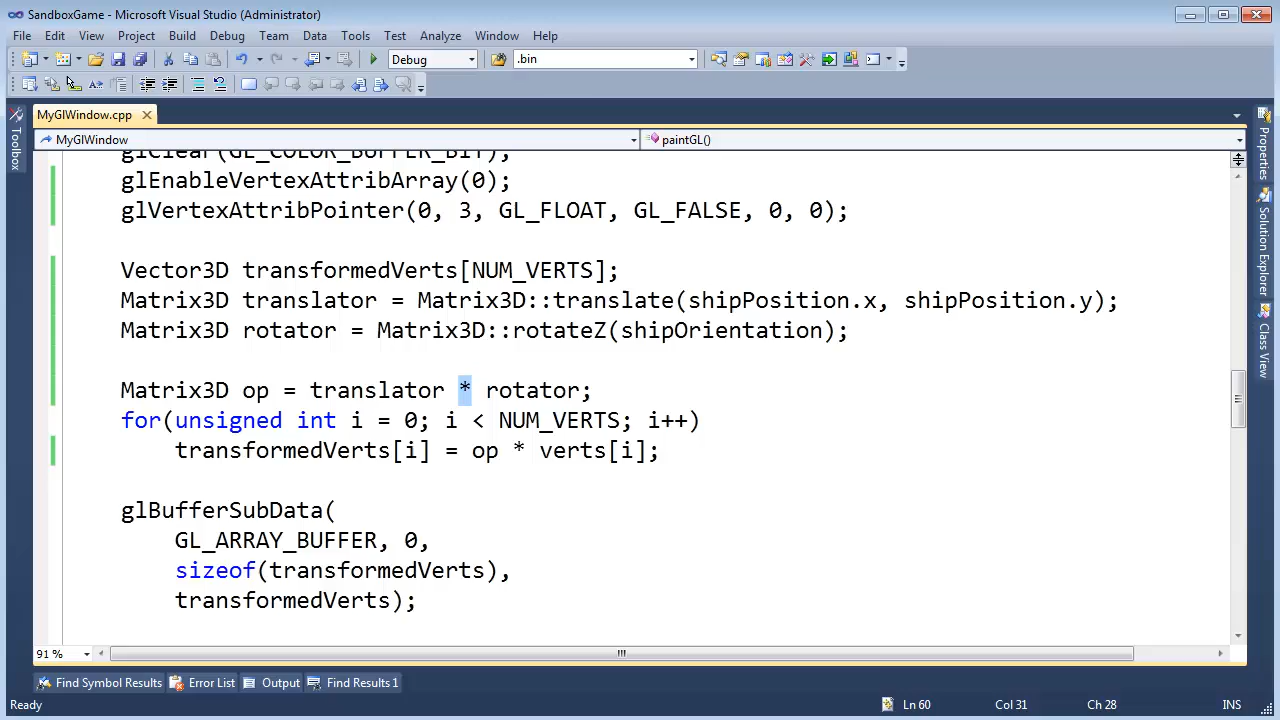 SandboxGame - Microsoft Visual Studio (Administrator)
File Edit View Project Build Debug Team Data Tools Test Analyze Window Help
Debug .bin
MyGlWindow.cpp
MyGlWindow paintGL()
Toolbox
Properties
Solution Explorer
Class View
glClear(GL_COLOR_BUFFER_BIT);
glEnableVertexAttribArray(0);
glVertexAttribPointer(0, 3, GL_FLOAT, GL_FALSE, 0, 0);
Vector3D transformedVerts[NUM_VERTS];
Matrix3D translator = Matrix3D::translate(shipPosition.x, shipPosition.y);
Matrix3D rotator = Matrix3D::rotateZ(shipOrientation);
Matrix3D op = translator * rotator;
for(unsigned int i = 0; i < NUM_VERTS; i++)
transformedVerts[i] = op * verts[i];
glBufferSubData(
GL_ARRAY_BUFFER, 0,
sizeof(transformedVerts),
transformedVerts);
91 %
Find Symbol Results Error List Output Find Results 1
Ready Ln 60 Col 31 Ch 28 INS